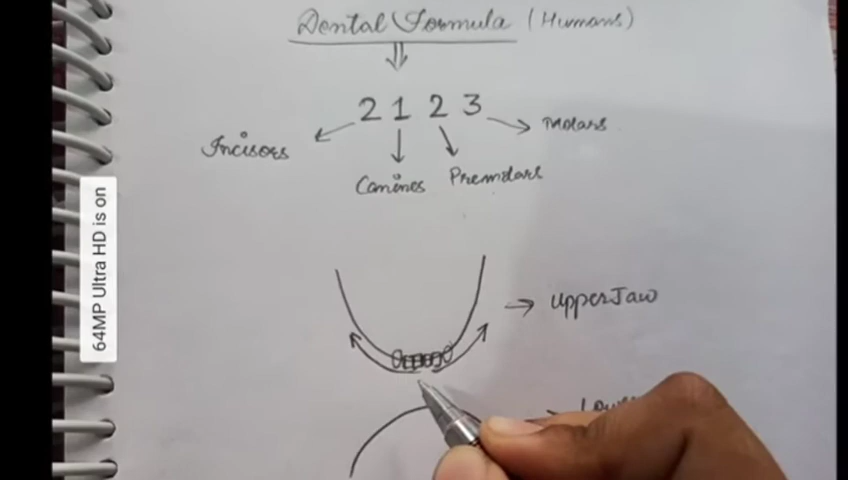 Dental Formula (Humans)
2 1 2 3
Incisors
Molars
Canines
Premolars
Upper Jaw
64MP Ultra HD is on